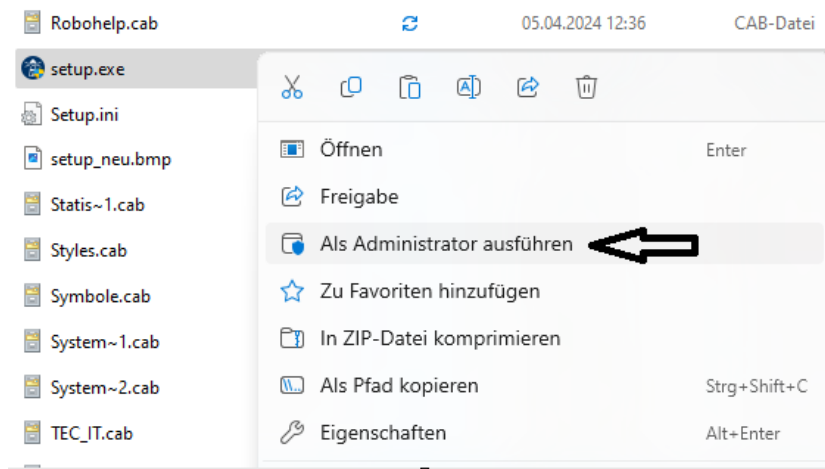 Robohelp.cab 05.04.2024 12:36 CAB-Datei
setup.exe
Setup.ini
Öffnen Enter
setup_neu.bmp
Freigabe
Statis~1.cab
Als Administrator ausführen
Styles.cab
Zu Favoriten hinzufügen
Symbole.cab
In ZIP-Datei komprimieren
System~1.cab
Als Pfad kopieren Strg+Shift+C
System~2.cab
Eigenschaften Alt+Enter
TEC_IT.cab